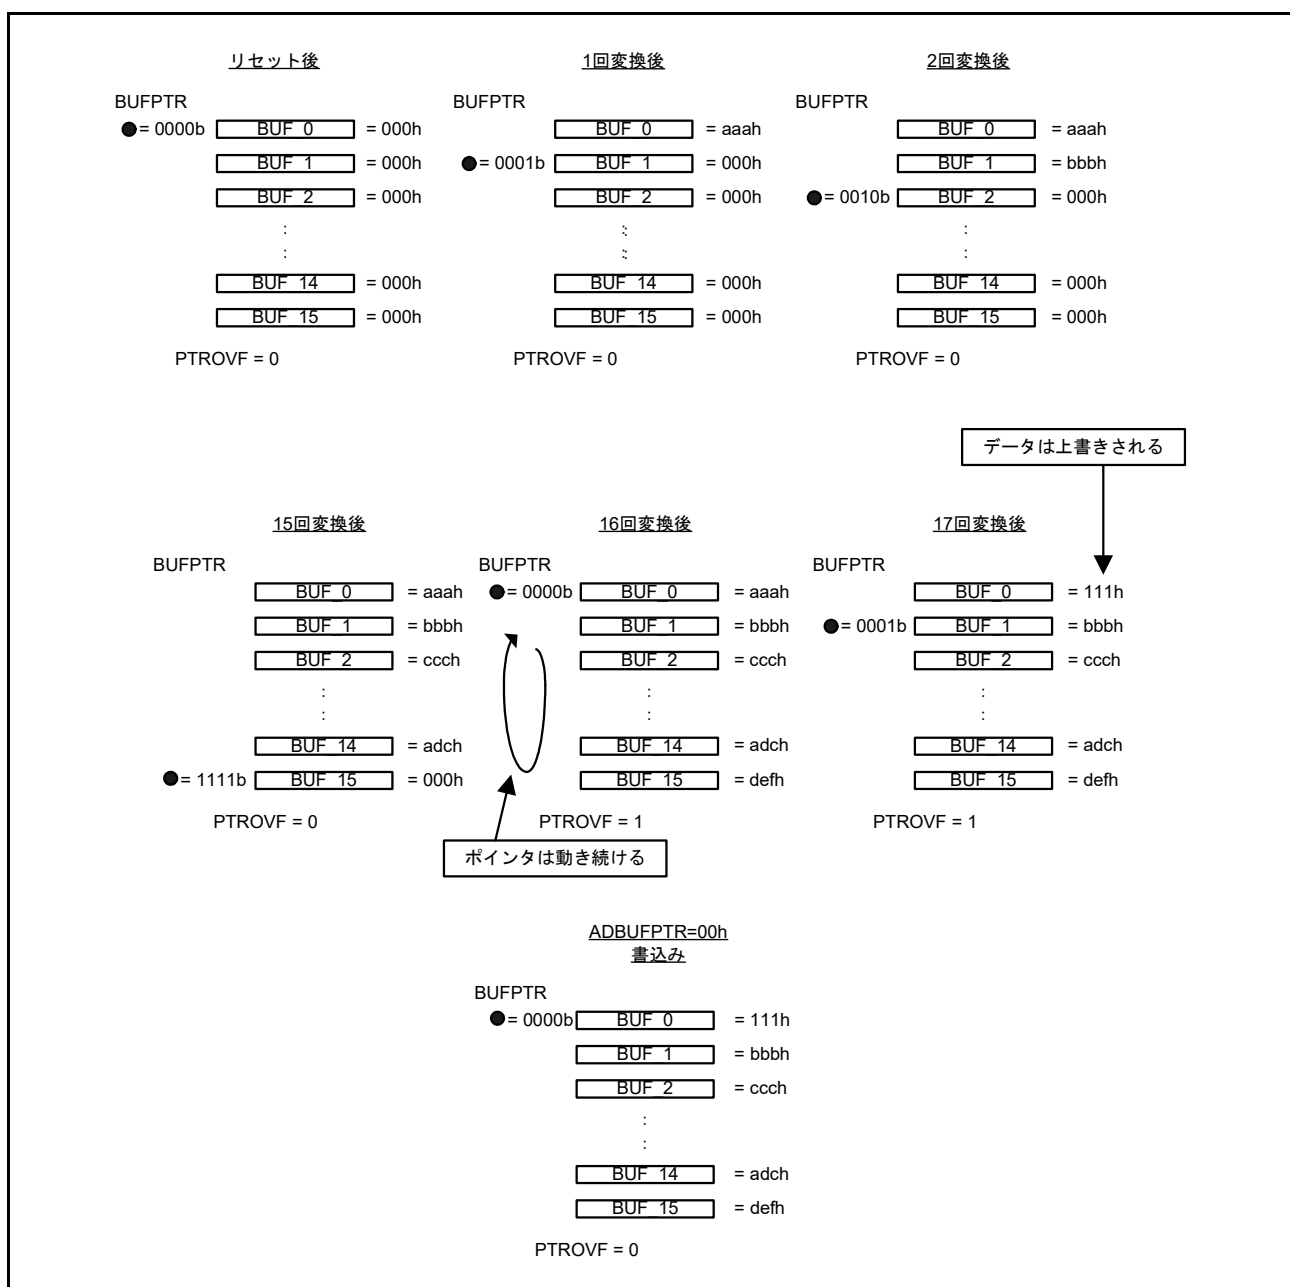 リセット後 1回変換後 2回変換後
BUFPTR BUFPTR BUFPTR
= 0000b BUF_0 = 000h BUF_0 = aaah BUF_0 = aaah
BUF_1 = 000h = 0001b BUF_1 = 000h BUF_1 = bbbh
BUF_2 = 000h BUF_2 = 000h = 0010b BUF_2 = 000h
: : :
: : :
BUF_14 = 000h BUF_14 = 000h BUF_14 = 000h
BUF_15 = 000h BUF_15 = 000h BUF_15 = 000h
PTROVF = 0 PTROVF = 0 PTROVF = 0
データは上書きされる
15回変換後 16回変換後 17回変換後
BUFPTR BUFPTR BUFPTR
BUF_0 = aaah = 0000b BUF_0 = aaah BUF_0 = 111h
BUF_1 = bbbh BUF_1 = bbbh = 0001b BUF_1 = bbbh
BUF_2 = ccch BUF_2 = ccch BUF_2 = ccch
: : :
: : :
BUF_14 = adch BUF_14 = adch BUF_14 = adch
= 1111b BUF_15 = 000h BUF_15 = defh BUF_15 = defh
PTROVF = 0 PTROVF = 1 PTROVF = 1
ポインタは動き続ける
ADBUFPTR=00h
書込み
BUFPTR
= 0000b BUF_0 = 111h
BUF_1 = bbbh
BUF_2 = ccch
:
:
BUF_14 = adch
BUF_15 = defh
PTROVF = 0